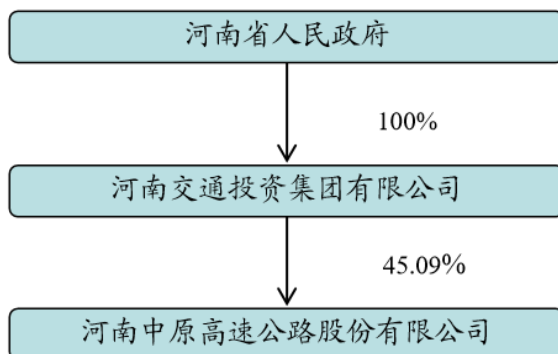 河南省人民政府
100%
河南交通投资集团有限公司
45.09%
河南中原高速公路股份有限公司